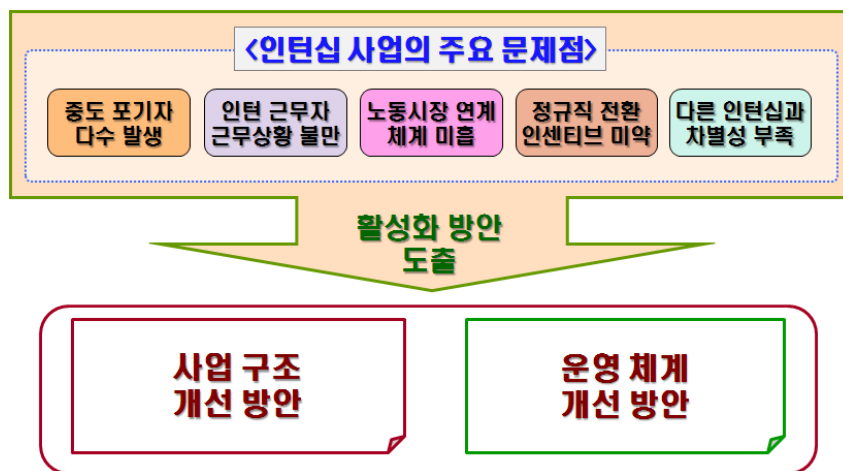 <인턴십 사업의 주요 문제점>
중도 포기자
다수 발생
인턴 근무자
근무상황 불만
노동시장 연계
체계 미흡
정규직 전환
인센티브 미약
다른 인턴십과
차별성 부족
활성화 방안
도출
사업 구조
개선 방안
운영 체계
개선 방안